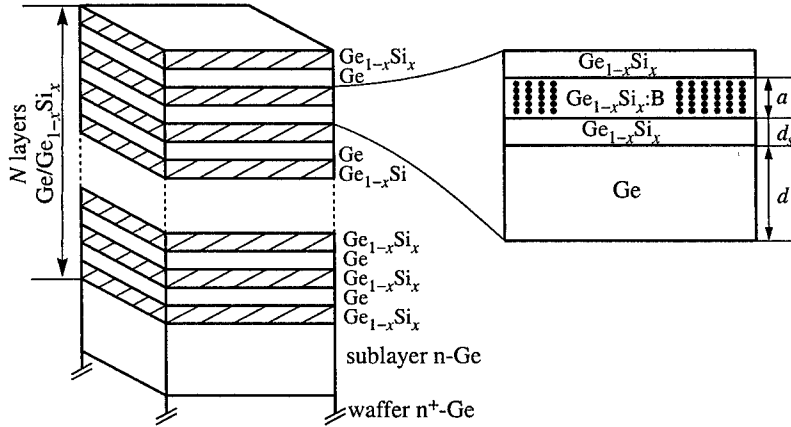 N layers
Ge/Ge1−xSix
Ge1−xSix
Ge
Ge
Ge1−xSi
Ge1−xSix
Ge
Ge1−xSix
Ge
Ge1−xSix
sublayer n-Ge
waffer n+-Ge
Ge1−xSix
Ge1−xSix:B
Ge1−xSix
Ge
a
ds
d